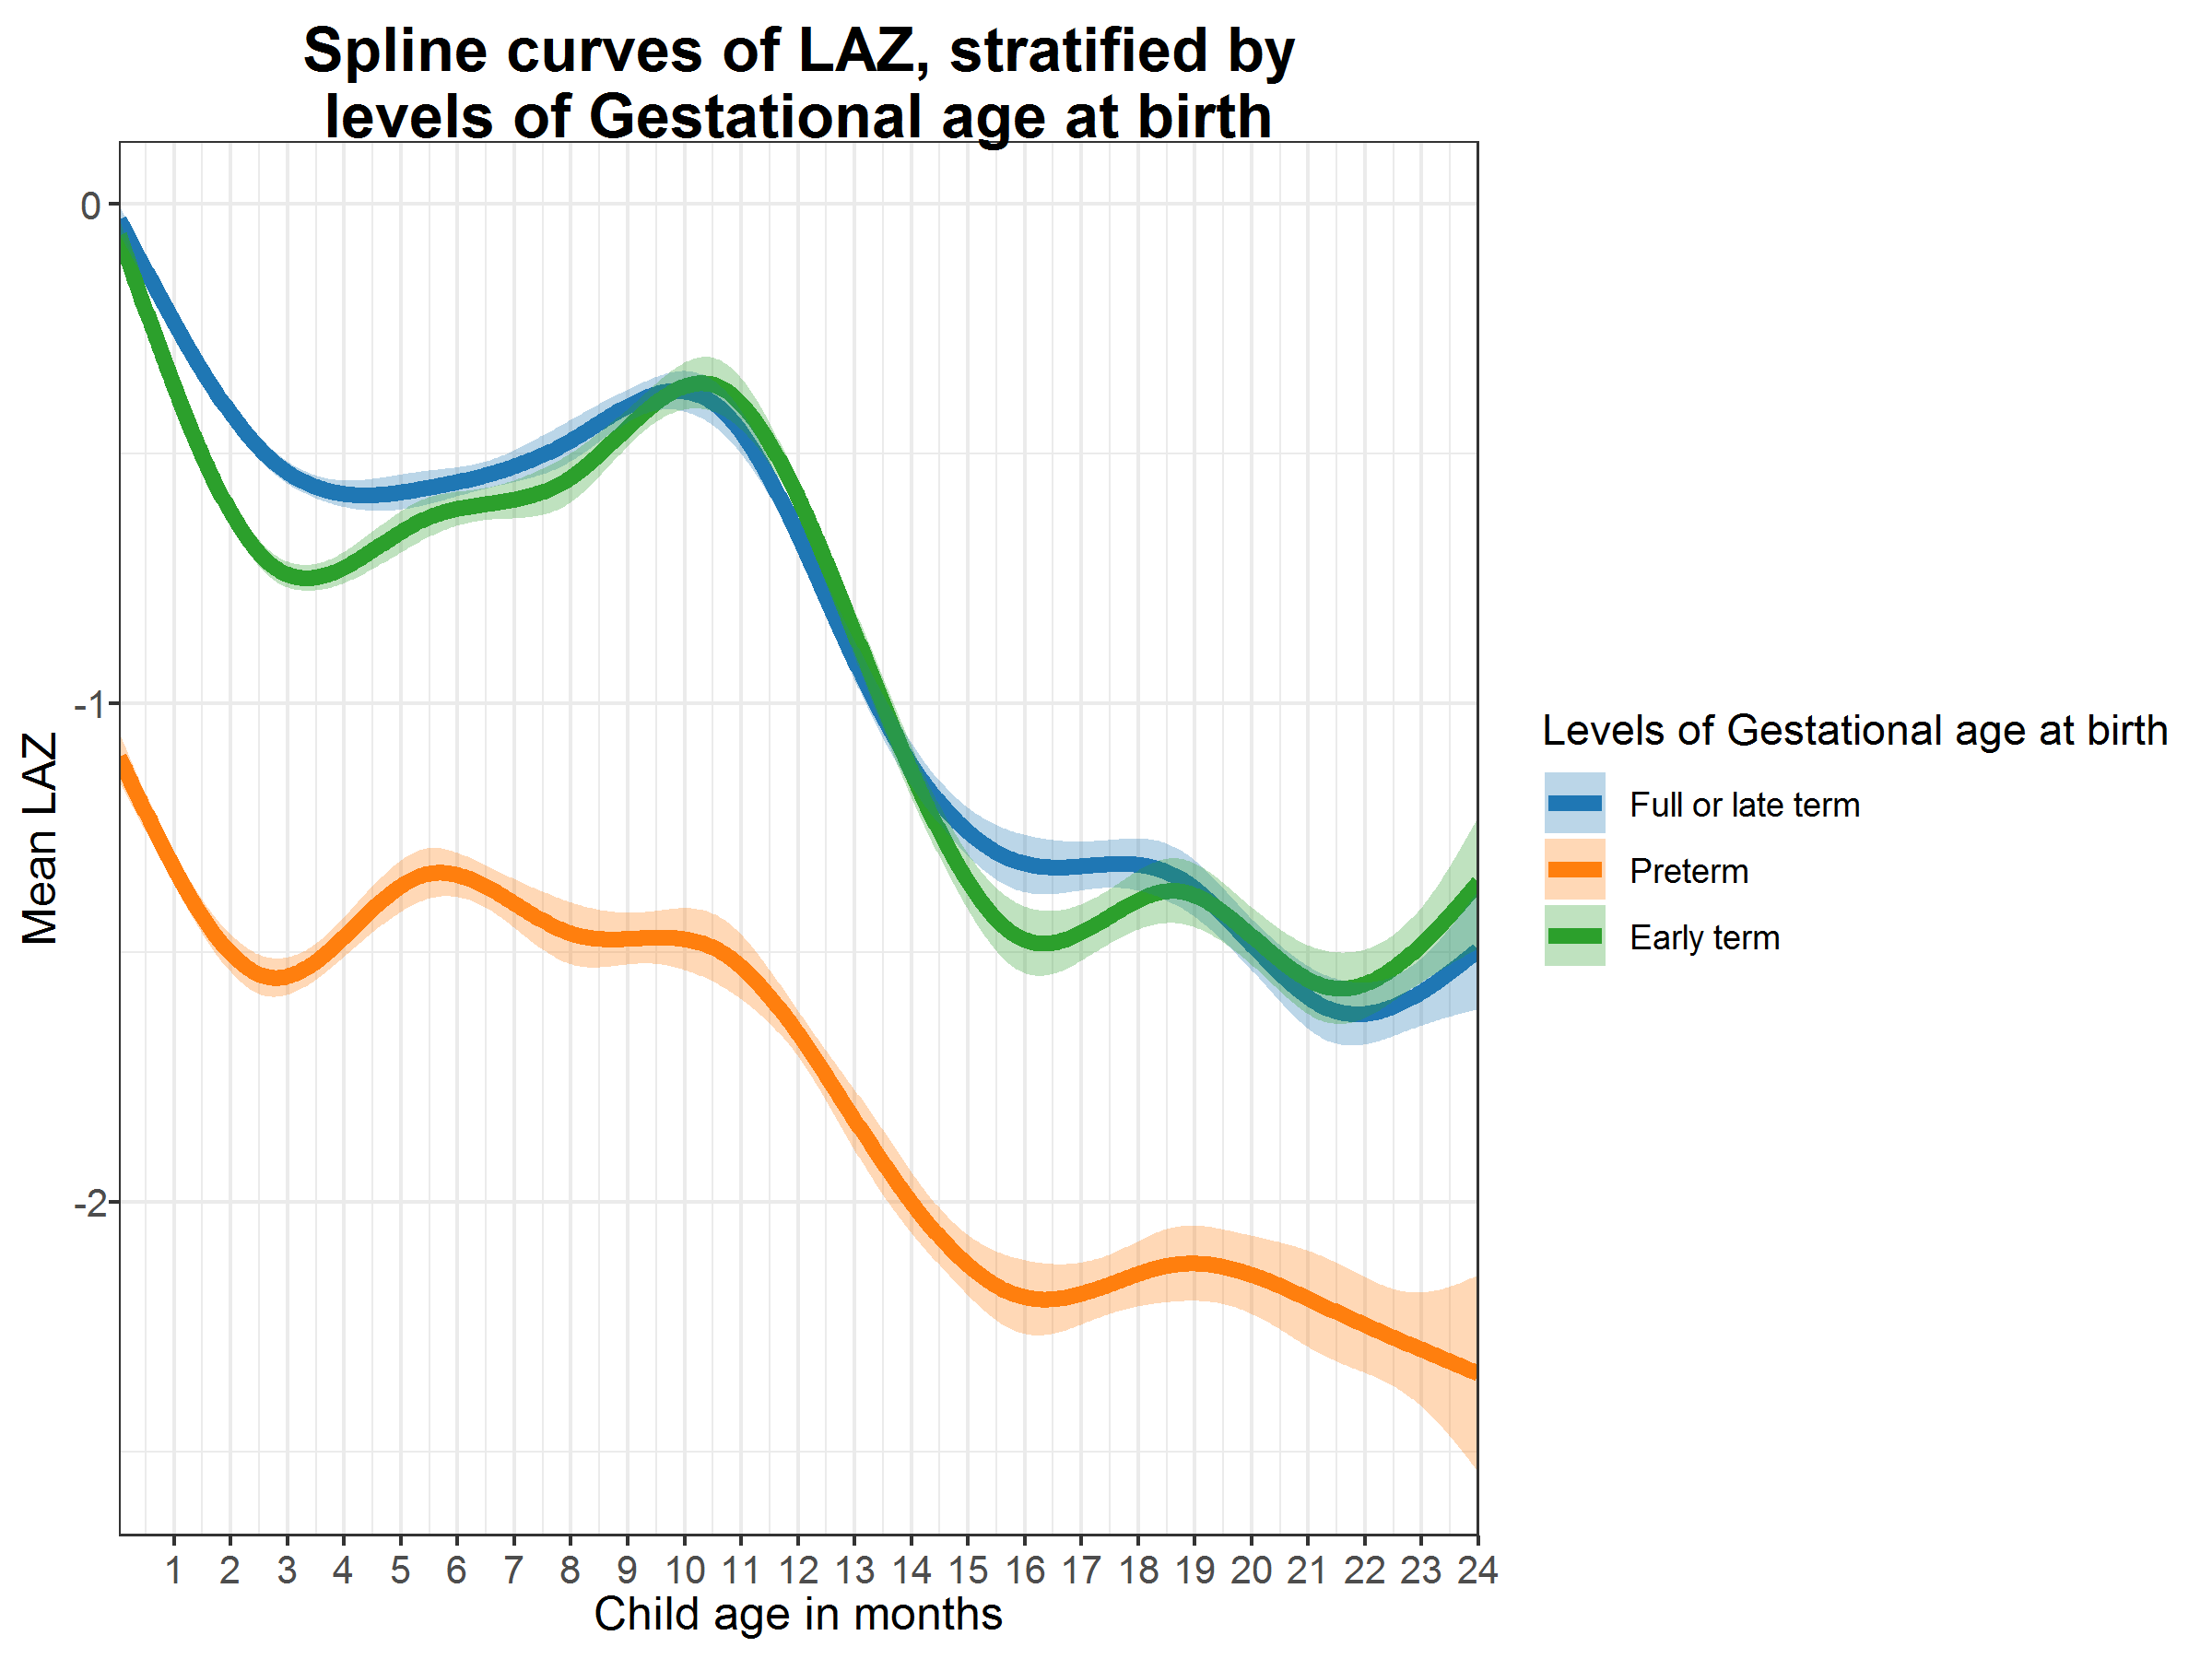 Spline curves of LAZ, stratified by
levels of Gestational age at birth
0
-1
-2
Mean LAZ
1 2 3 4 5 6 7 8 9 10 11 12 13 14 15 16 17 18 19 20 21 22 23 24
Child age in months
Levels of Gestational age at birth
Full or late term
Preterm
Early term